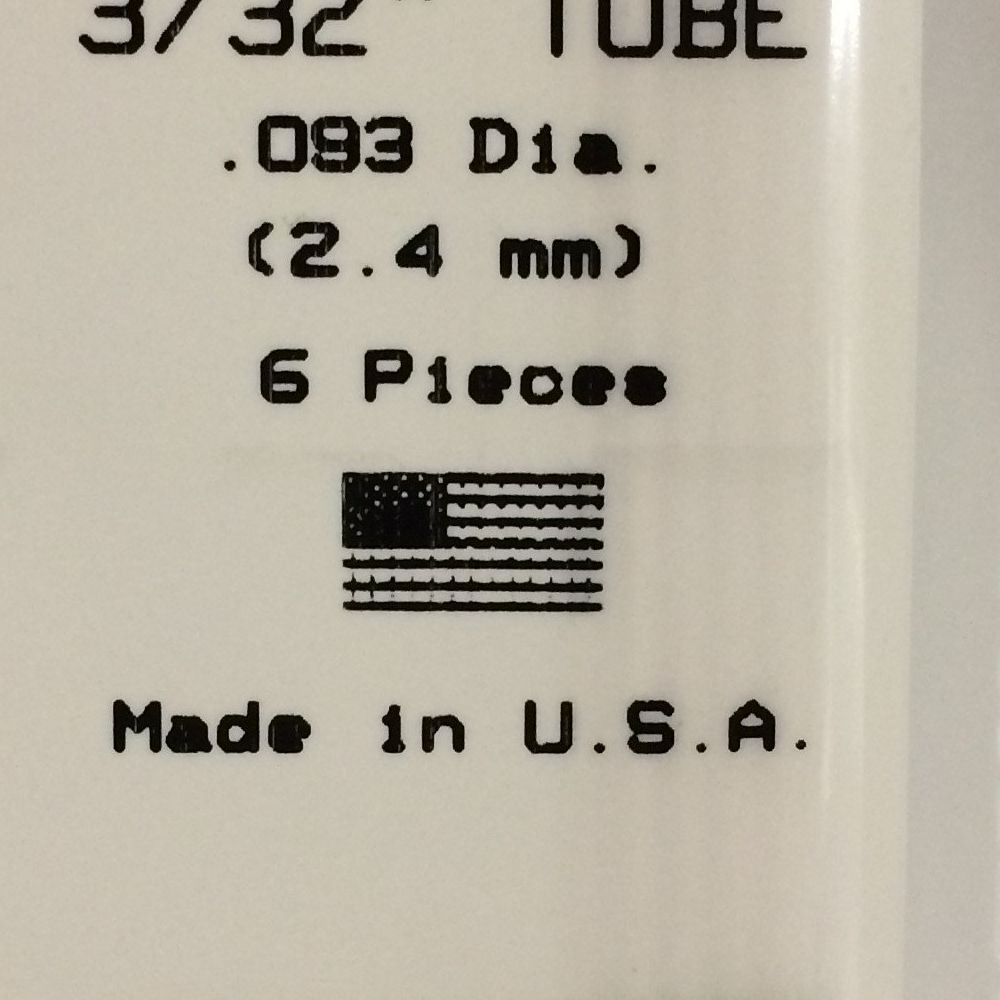 3/32" TUBE
.093 Dia.
(2.4 mm)
6 Pieces
Made in U.S.A.